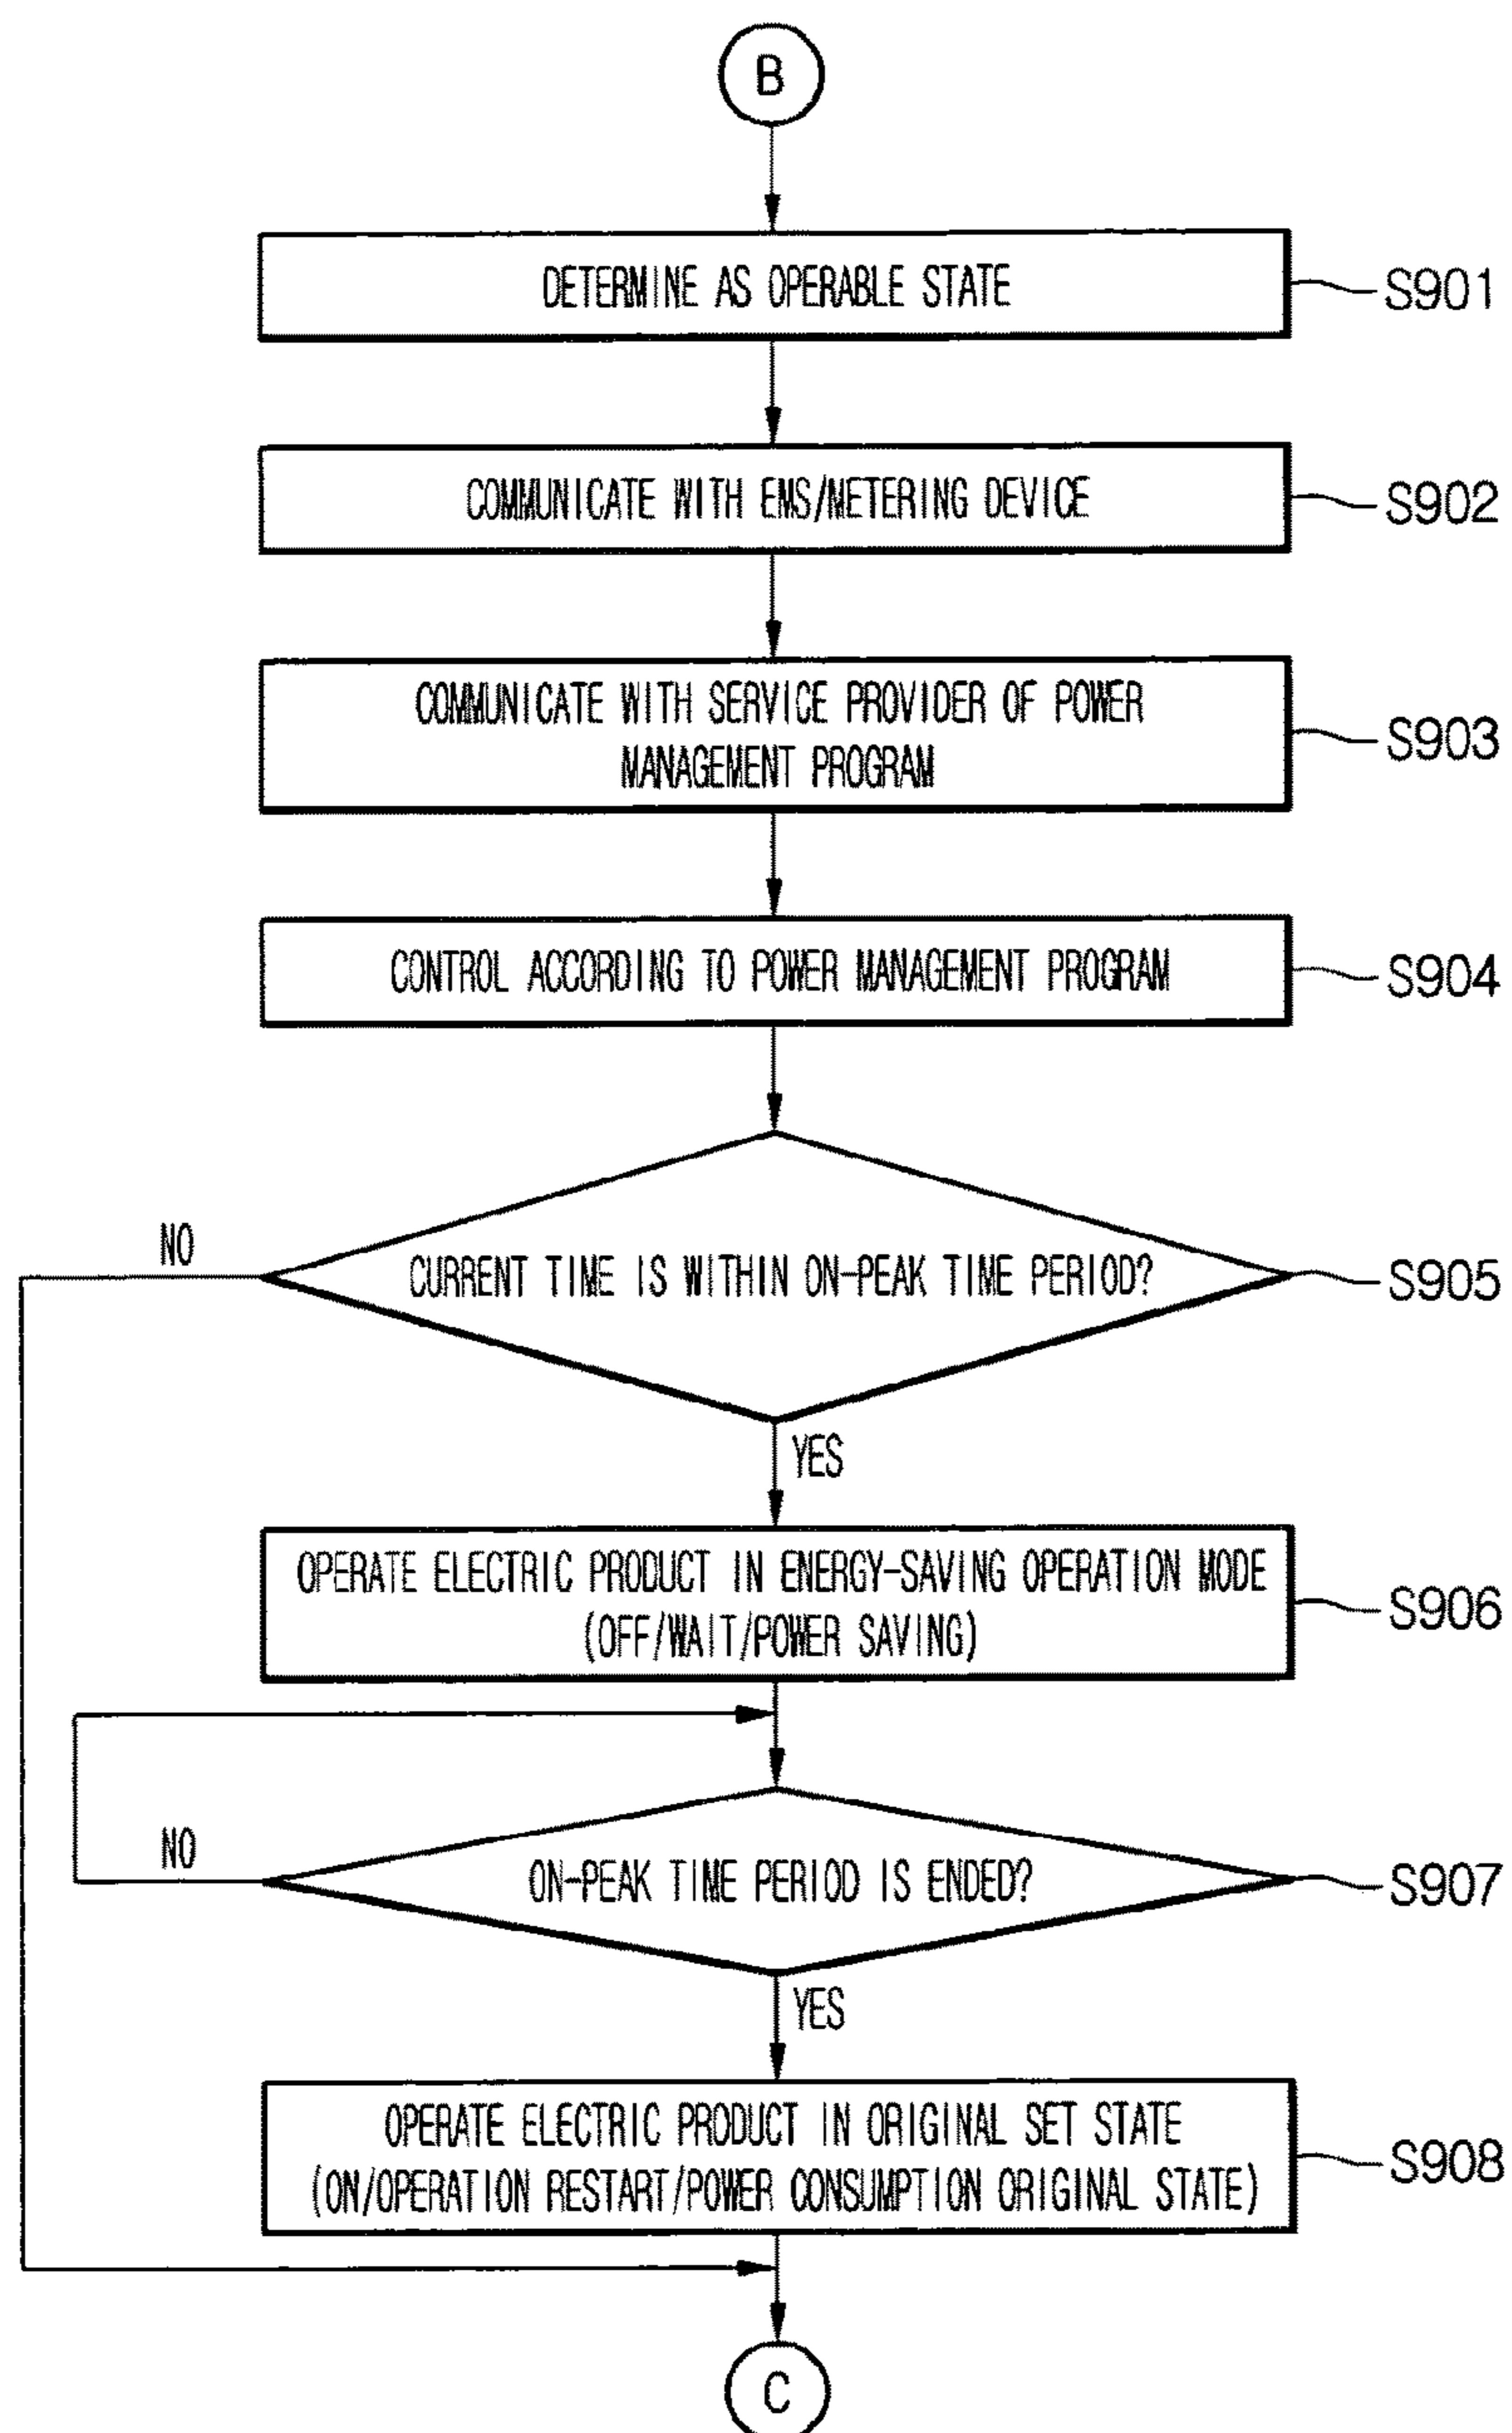 B
DETERMINE AS OPERABLE STATE
S901
COMMUNICATE WITH EMS/METERING DEVICE
S902
COMMUNICATE WITH SERVICE PROVIDER OF POWER
MANAGEMENT PROGRAM
S903
CONTROL ACCORDING TO POWER MANAGEMENT PROGRAM
S904
NO
CURRENT TIME IS WITHIN ON-PEAK TIME PERIOD?
S905
YES
OPERATE ELECTRIC PRODUCT IN ENERGY-SAVING OPERATION MODE
(OFF/WAIT/POWER SAVING)
S906
NO
ON-PEAK TIME PERIOD IS ENDED?
S907
YES
OPERATE ELECTRIC PRODUCT IN ORIGINAL SET STATE
(ON/OPERATION RESTART/POWER CONSUMPTION ORIGINAL STATE)
S908
C